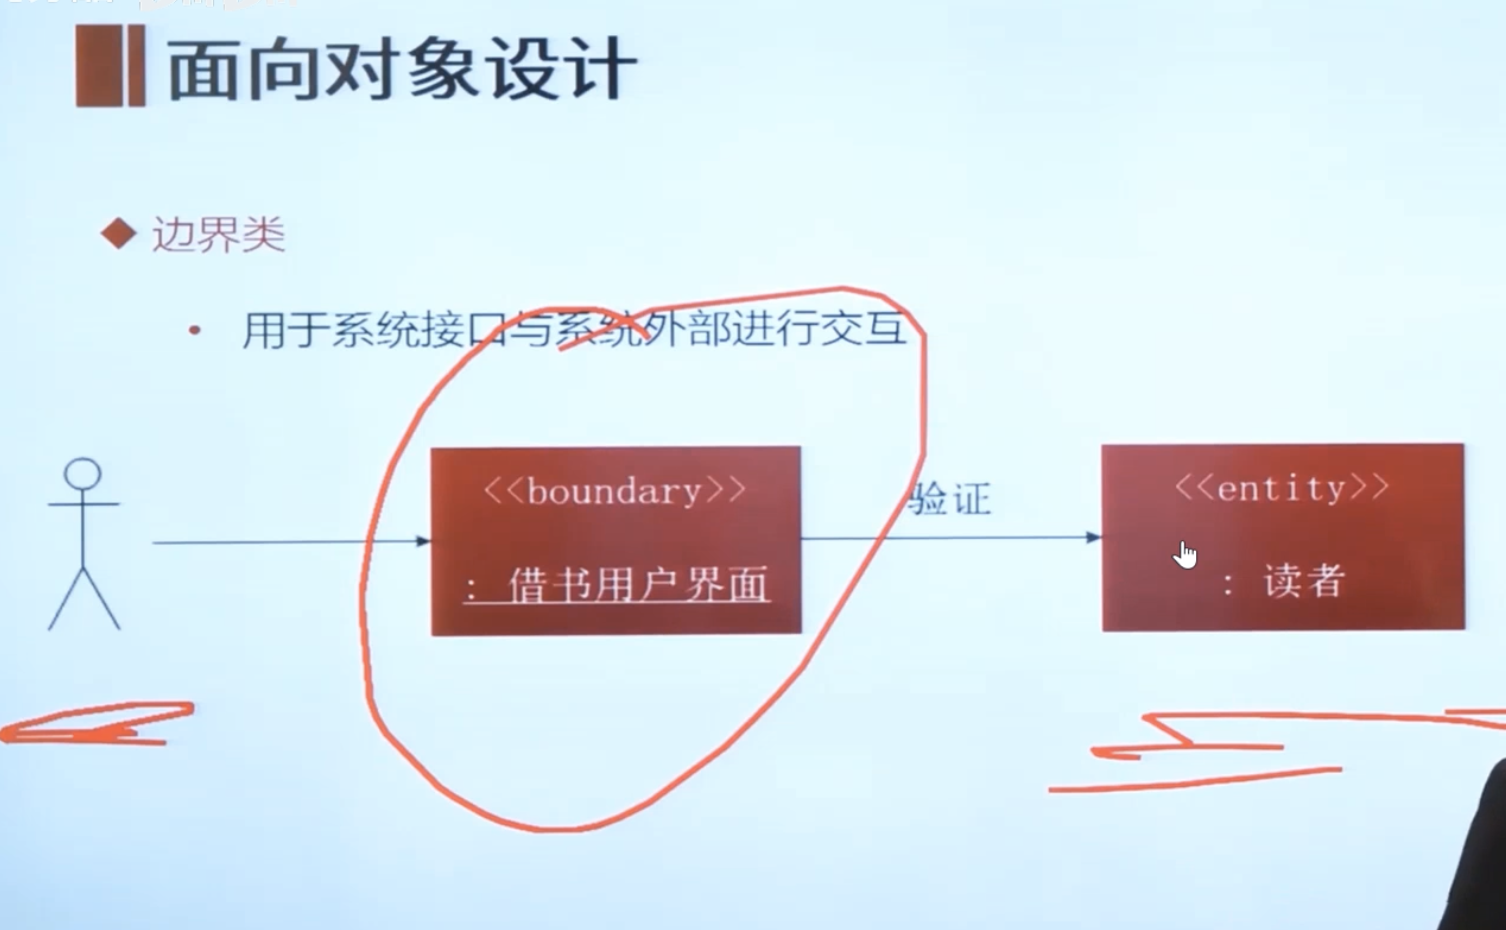 面向对象设计
边界类
用于系统接口与系统外部进行交互
<<boundary>>
: 借书用户界面
验证
<<entity>>
: 读者